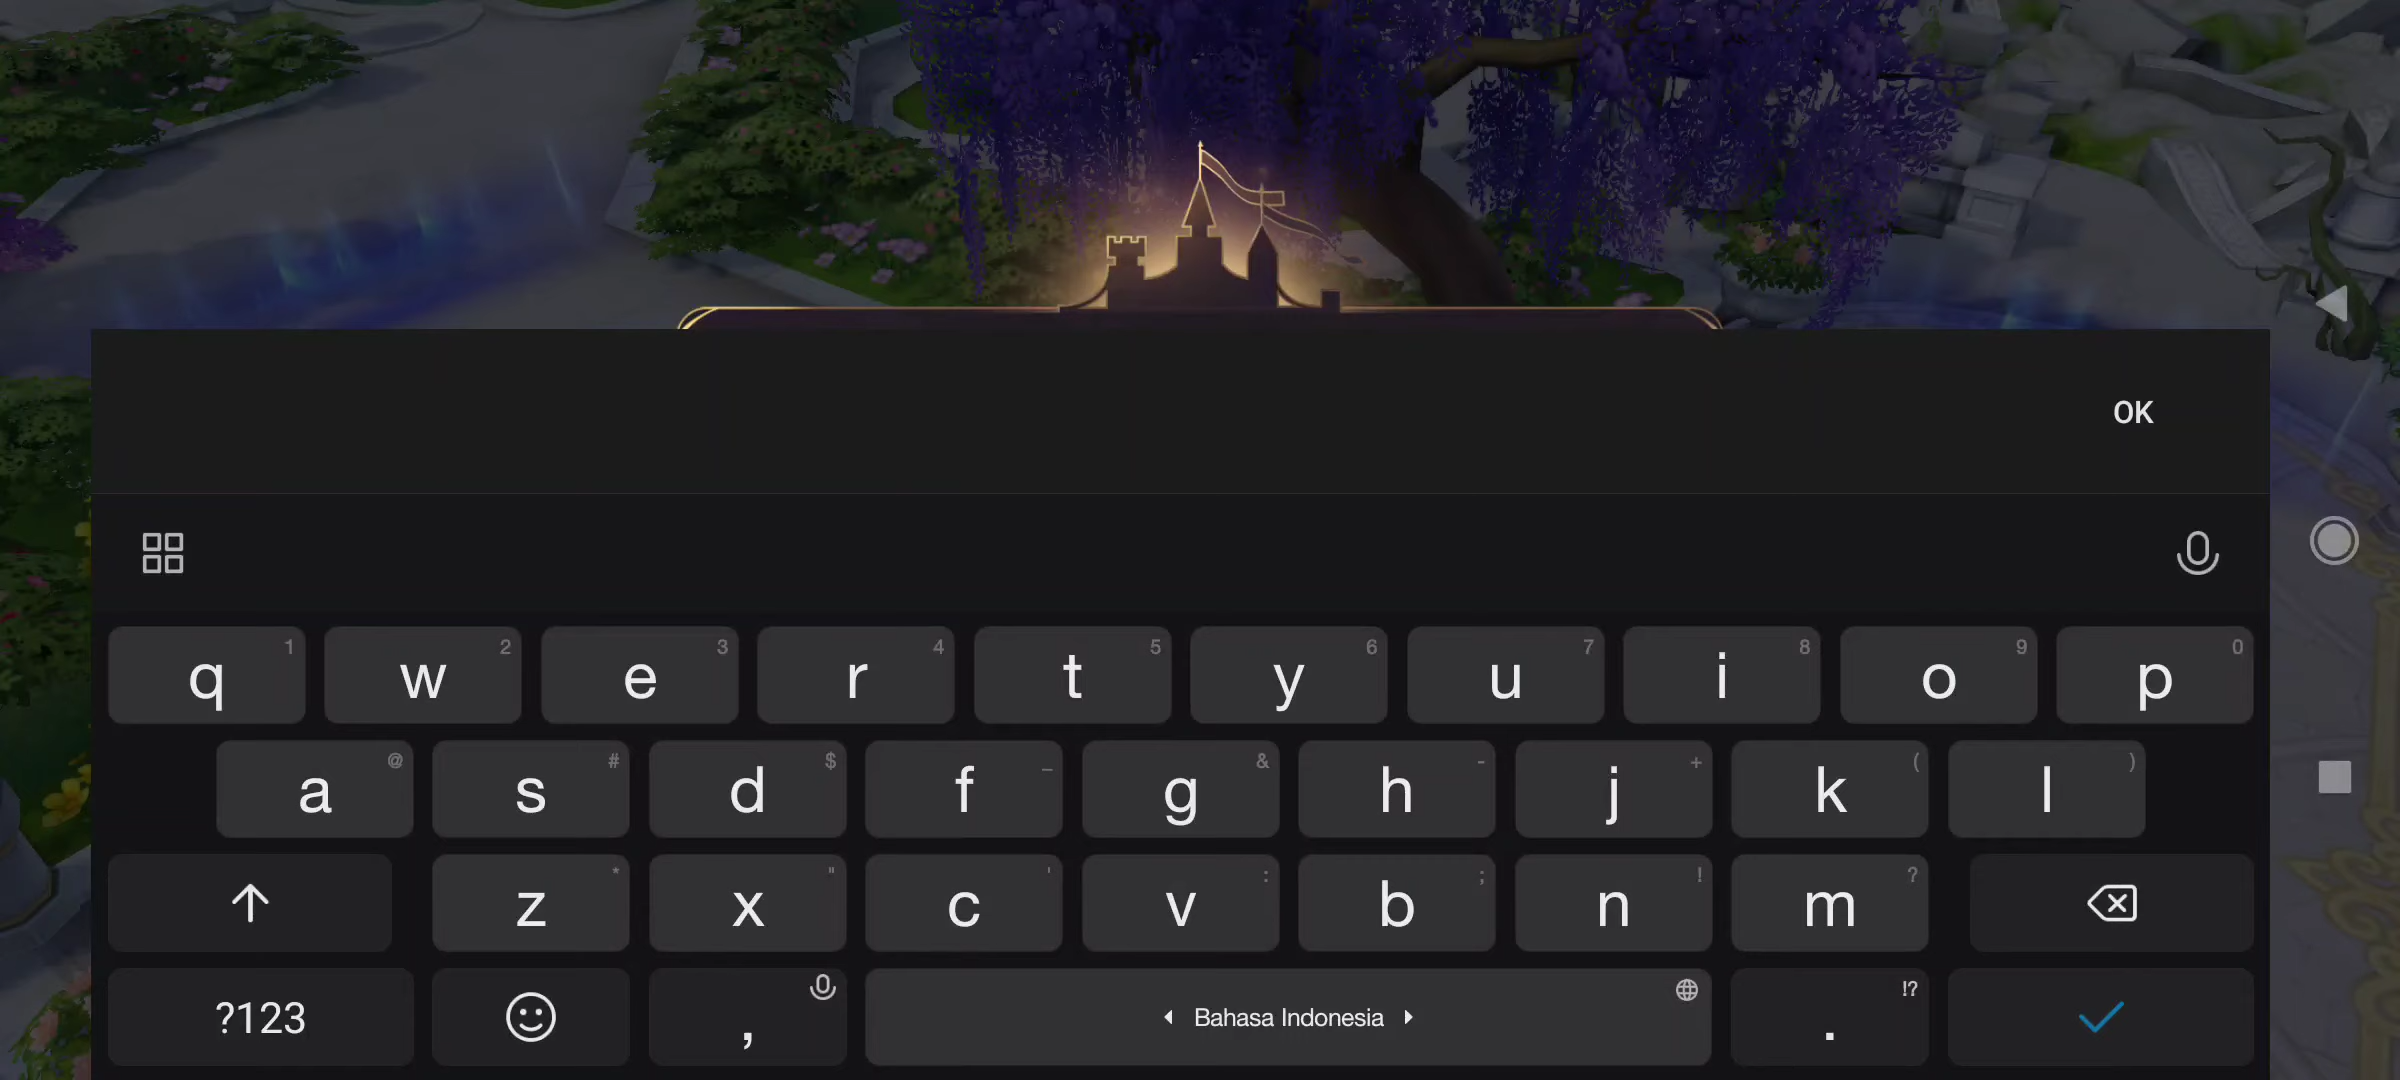 OK
q 1 w 2 e 3 r 4 t 5 y 6 u 7 i 8 o 9 p 0
a @ s # d $ f _ g & h - j + k ( l )
z * x " c ' v : b ; n ! m ?
?123 , Bahasa Indonesia . !?